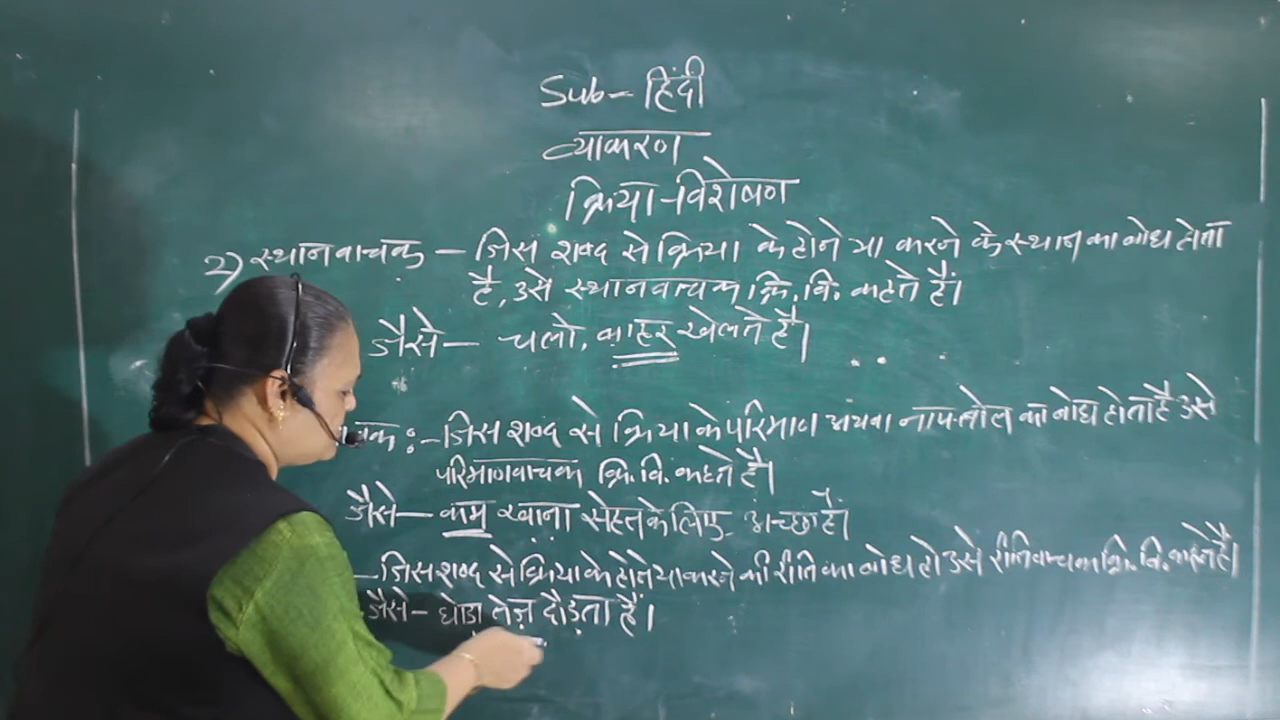 Sub- हिंदी
व्याकरण
क्रिया-विशेषण
2) स्थानवाचक - जिस शब्द से क्रिया के होने या करने के स्थान का बोध होता
है, उसे स्थानवाचक क्रि. वि. कहते हैं।
जैसे - चलो, बाहर खेलते हैं।
चक :- जिस शब्द से क्रिया के परिमाण अथवा नाप-तोल का बोध होता है उसे
परिमाणवाचक क्रि. वि. कहते हैं।
जैसे - कम खाना सेहत के लिए अच्छा हैं।
- जिस शब्द से क्रिया के होने या करने की रीति का बोध हो उसे रीतिवाचक क्रि. वि. कहते हैं।
जैसे - घोडा तेज़ दौड़ता हैं।